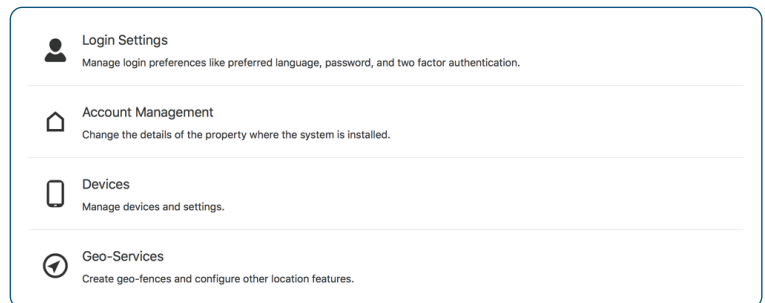 Login Settings
Manage login preferences like preferred language, password, and two factor authentication.
Account Management
Change the details of the property where the system is installed.
Devices
Manage devices and settings.
Geo-Services
Create geo-fences and configure other location features.